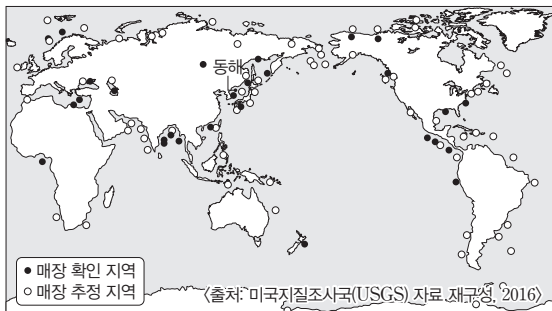 동해
● 매장 확인 지역
○ 매장 추정 지역
〈출처: 미국지질조사국(USGS) 자료 재구성, 2016〉